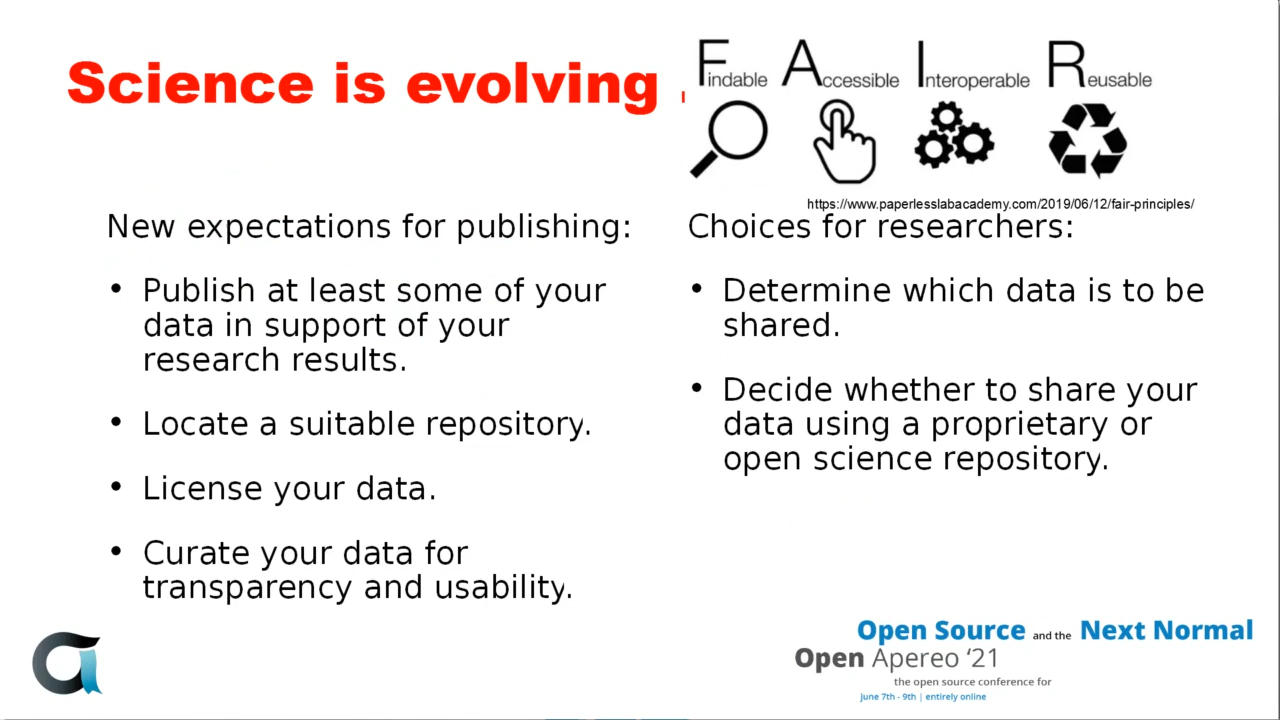 Science is evolving .
Findable Accessible Interoperable Reusable
https://www.paperlesslabacademy.com/2019/06/12/fair-principles/
New expectations for publishing:
• Publish at least some of your
data in support of your
research results.
• Locate a suitable repository.
• License your data.
• Curate your data for
transparency and usability.
Choices for researchers:
• Determine which data is to be
shared.
• Decide whether to share your
data using a proprietary or
open science repository.
Open Source and the Next Normal
Open Apereo ‘21
the open source conference for
June 7th - 9th | entirely online